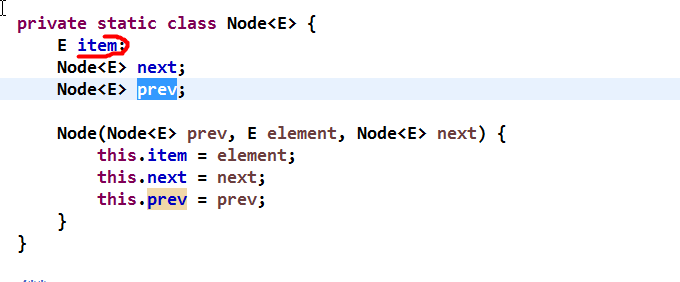 private static class Node<E> {
E item;
Node<E> next;
Node<E> prev;
Node(Node<E> prev, E element, Node<E> next) {
this.item = element;
this.next = next;
this.prev = prev;
}
}
/**